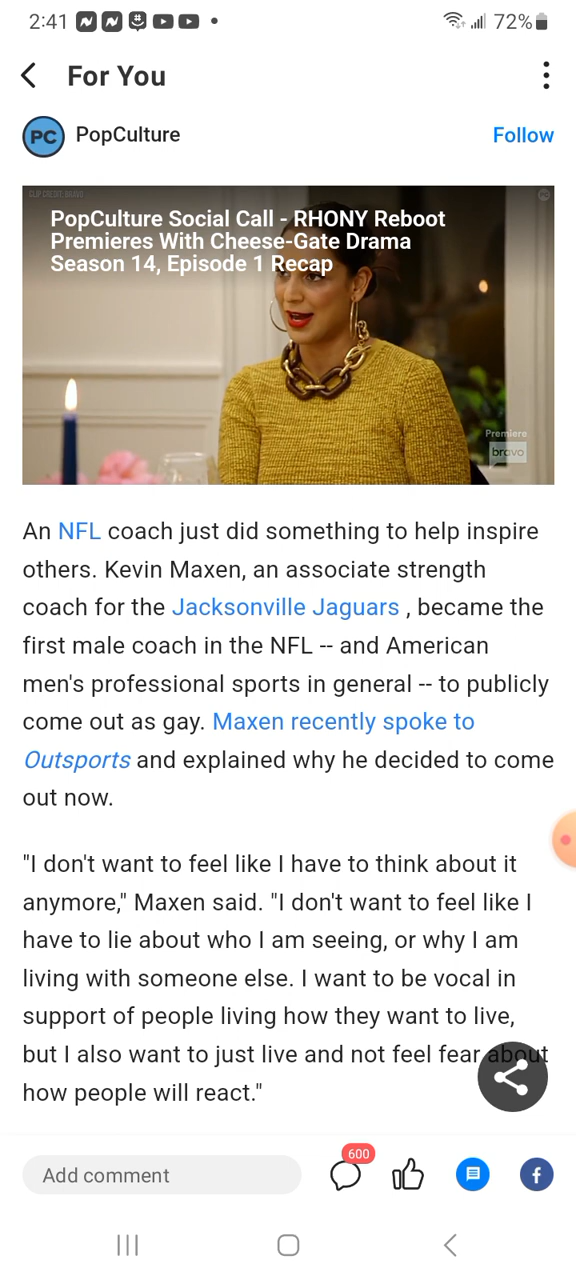 2:41
72%
For You
PC
PopCulture
Follow
CLIP CREDIT: BRAVO
PC
PopCulture Social Call - RHONY Reboot
Premieres With Cheese-Gate Drama
Season 14, Episode 1 Recap
Premiere
bravo
An NFL coach just did something to help inspire
others. Kevin Maxen, an associate strength
coach for the Jacksonville Jaguars , became the
first male coach in the NFL -- and American
men's professional sports in general -- to publicly
come out as gay. Maxen recently spoke to
Outsports and explained why he decided to come
out now.
"I don't want to feel like I have to think about it
anymore," Maxen said. "I don't want to feel like I
have to lie about who I am seeing, or why I am
living with someone else. I want to be vocal in
support of people living how they want to live,
but I also want to just live and not feel fear about
how people will react."
Add comment
600
f